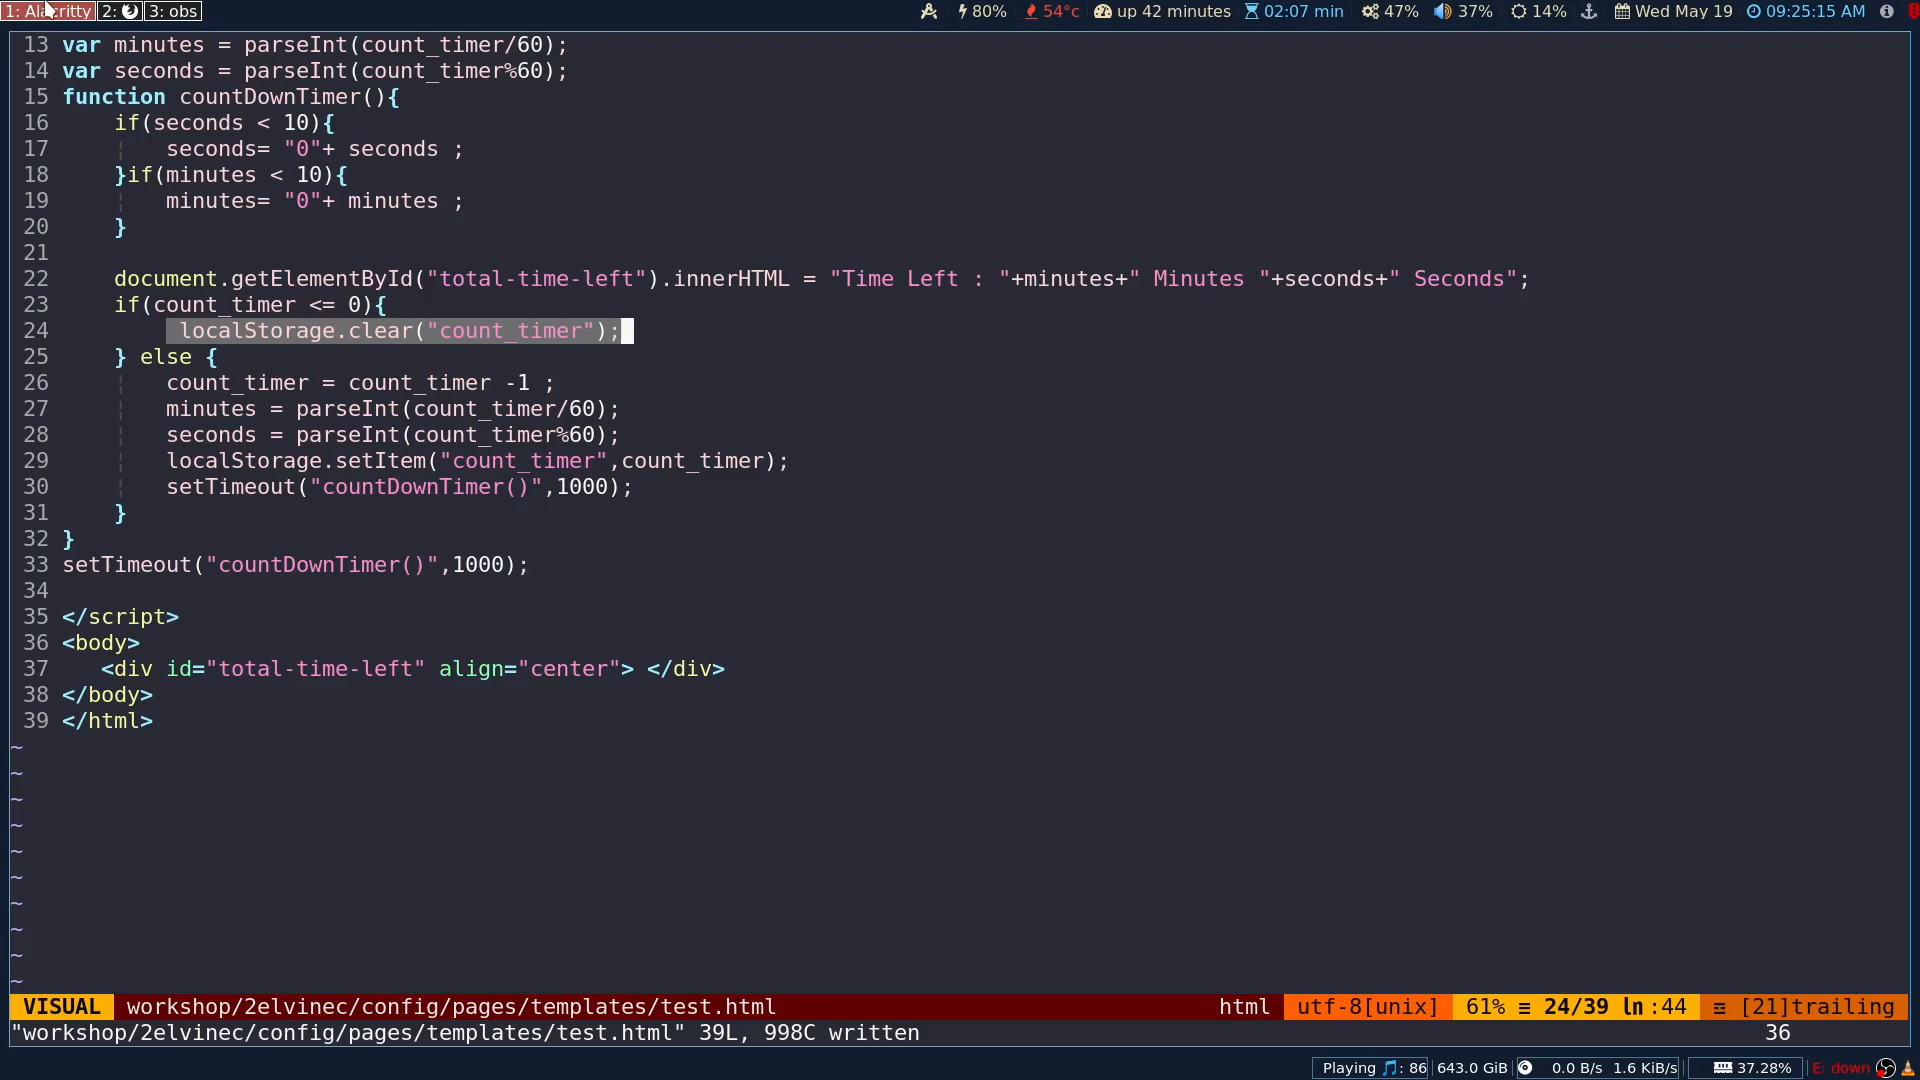 1: Alacritty 2: 3: obs 80% 54°c up 42 minutes 02:07 min 47% 37% 14% Wed May 19 09:25:15 AM
13 var minutes = parseInt(count_timer/60);
14 var seconds = parseInt(count_timer%60);
15 function countDownTimer(){
16 if(seconds < 10){
17 seconds= "0"+ seconds ;
18 }if(minutes < 10){
19 minutes= "0"+ minutes ;
20 }
21
22 document.getElementById("total-time-left").innerHTML = "Time Left : "+minutes+" Minutes "+seconds+" Seconds";
23 if(count_timer <= 0){
24 localStorage.clear("count_timer");
25 } else {
26 count_timer = count_timer -1 ;
27 minutes = parseInt(count_timer/60);
28 seconds = parseInt(count_timer%60);
29 localStorage.setItem("count_timer",count_timer);
30 setTimeout("countDownTimer()",1000);
31 }
32 }
33 setTimeout("countDownTimer()",1000);
34
35 </script>
36 <body>
37 <div id="total-time-left" align="center"> </div>
38 </body>
39 </html>
~
~
~
~
~
~
~
~
~
~
VISUAL workshop/2elvinec/config/pages/templates/test.html html utf-8[unix] 61% ≡ 24/39 ln :44 ☲ [21]trailing
"workshop/2elvinec/config/pages/templates/test.html" 39L, 998C written 36
Playing 🎵: 86 643.0 GiB 0.0 B/s 1.6 KiB/s 37.28% E: down